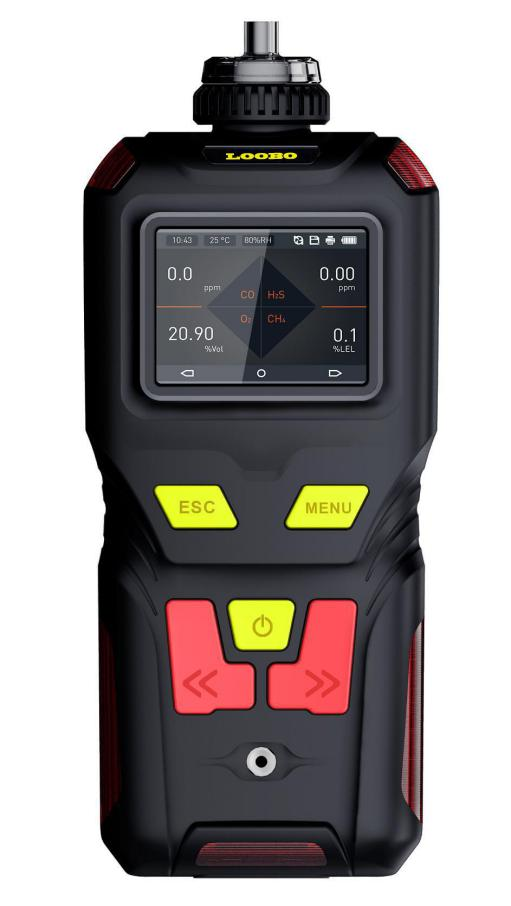 LOOBO
10:43 25 °C 80%RH
0.0 0.00
ppm ppm
CO H₂S
O₂ CH₄
20.90 0.1
%Vol %LEL
ESC MENU